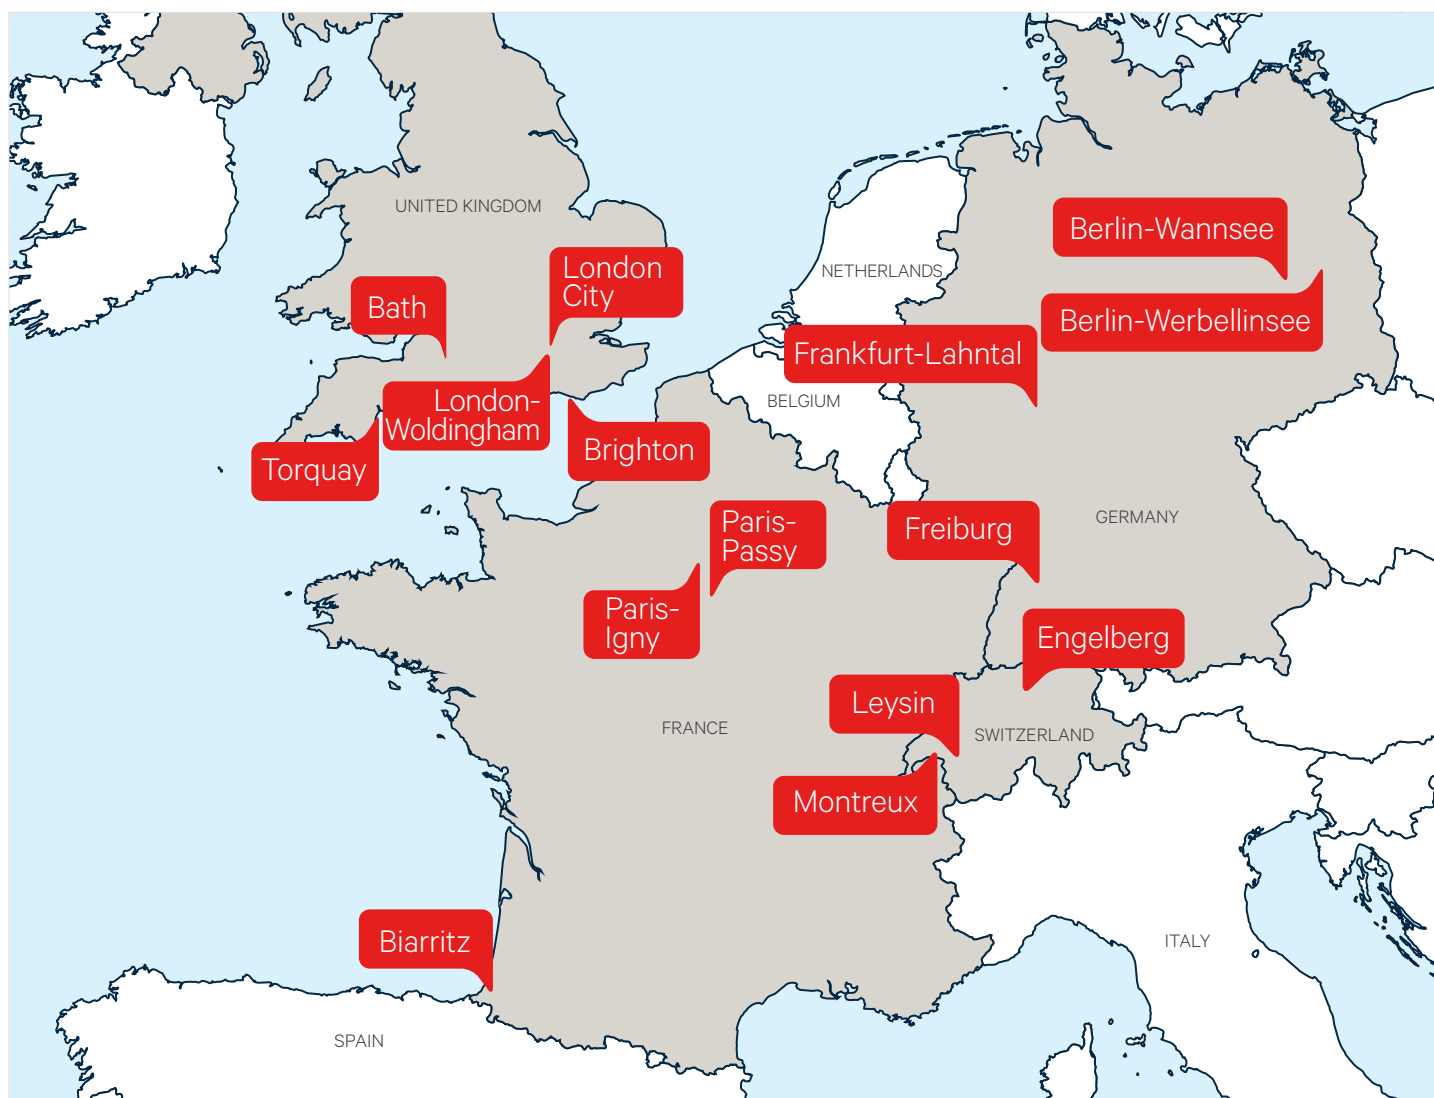 UNITED KINGDOM
Berlin-Wannsee
London
City
NETHERLANDS
Bath
Berlin-Werbellinsee
Frankfurt-Lahntal
BELGIUM
London-
Woldingham
Brighton
Torquay
GERMANY
Paris-
Passy
Freiburg
Paris-
Igny
Engelberg
Leysin
FRANCE
SWITZERLAND
Montreux
Biarritz
ITALY
SPAIN